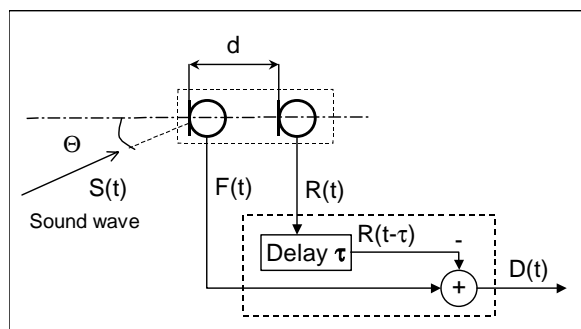 d
Θ
S(t)
Sound wave
F(t)
R(t)
R(t-τ)
-
Delay τ
+
D(t)